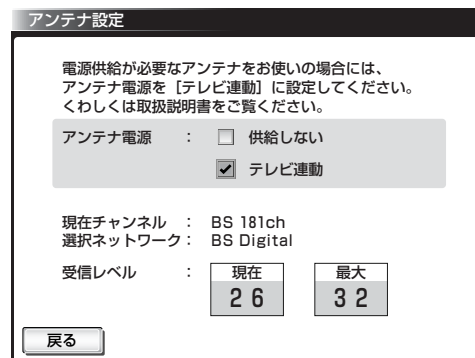 アンテナ設定
電源供給が必要なアンテナをお使いの場合には、
アンテナ電源を［テレビ連動］に設定してください。
くわしくは取扱説明書をご覧ください。
アンテナ電源 ： 供給しない
テレビ連動
現在チャンネル ： BS 181ch
選択ネットワーク： BS Digital
受信レベル ： 現在 最大
26 32
戻る